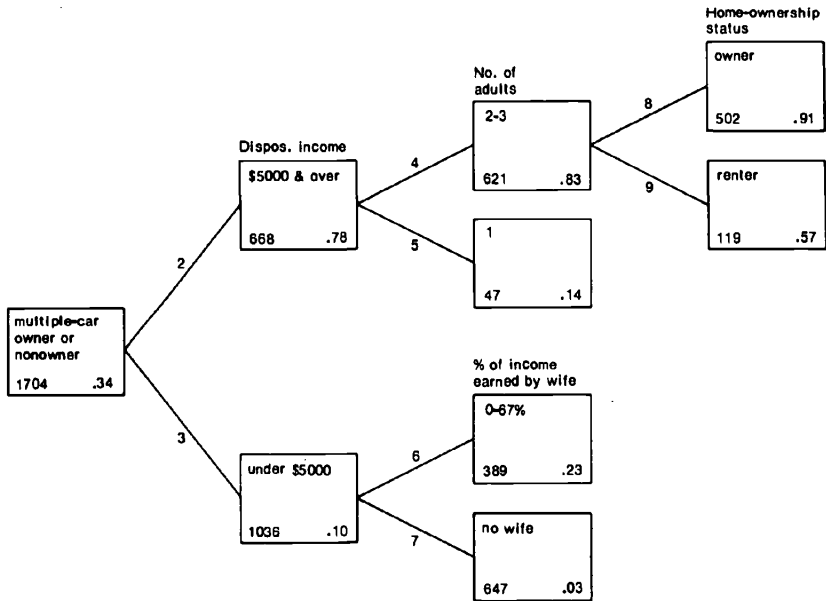 Home-ownership
status
owner
502 .91
No. of
adults
2-3
621 .83
8
9
renter
119 .57
Dispos. income
$5000 & over
668 .78
4
5
1
47 .14
2
multiple-car
owner or
nonowner
1704 .34
3
% of income
earned by wife
0-67%
389 .23
under $5000
1036 .10
6
7
no wife
647 .03